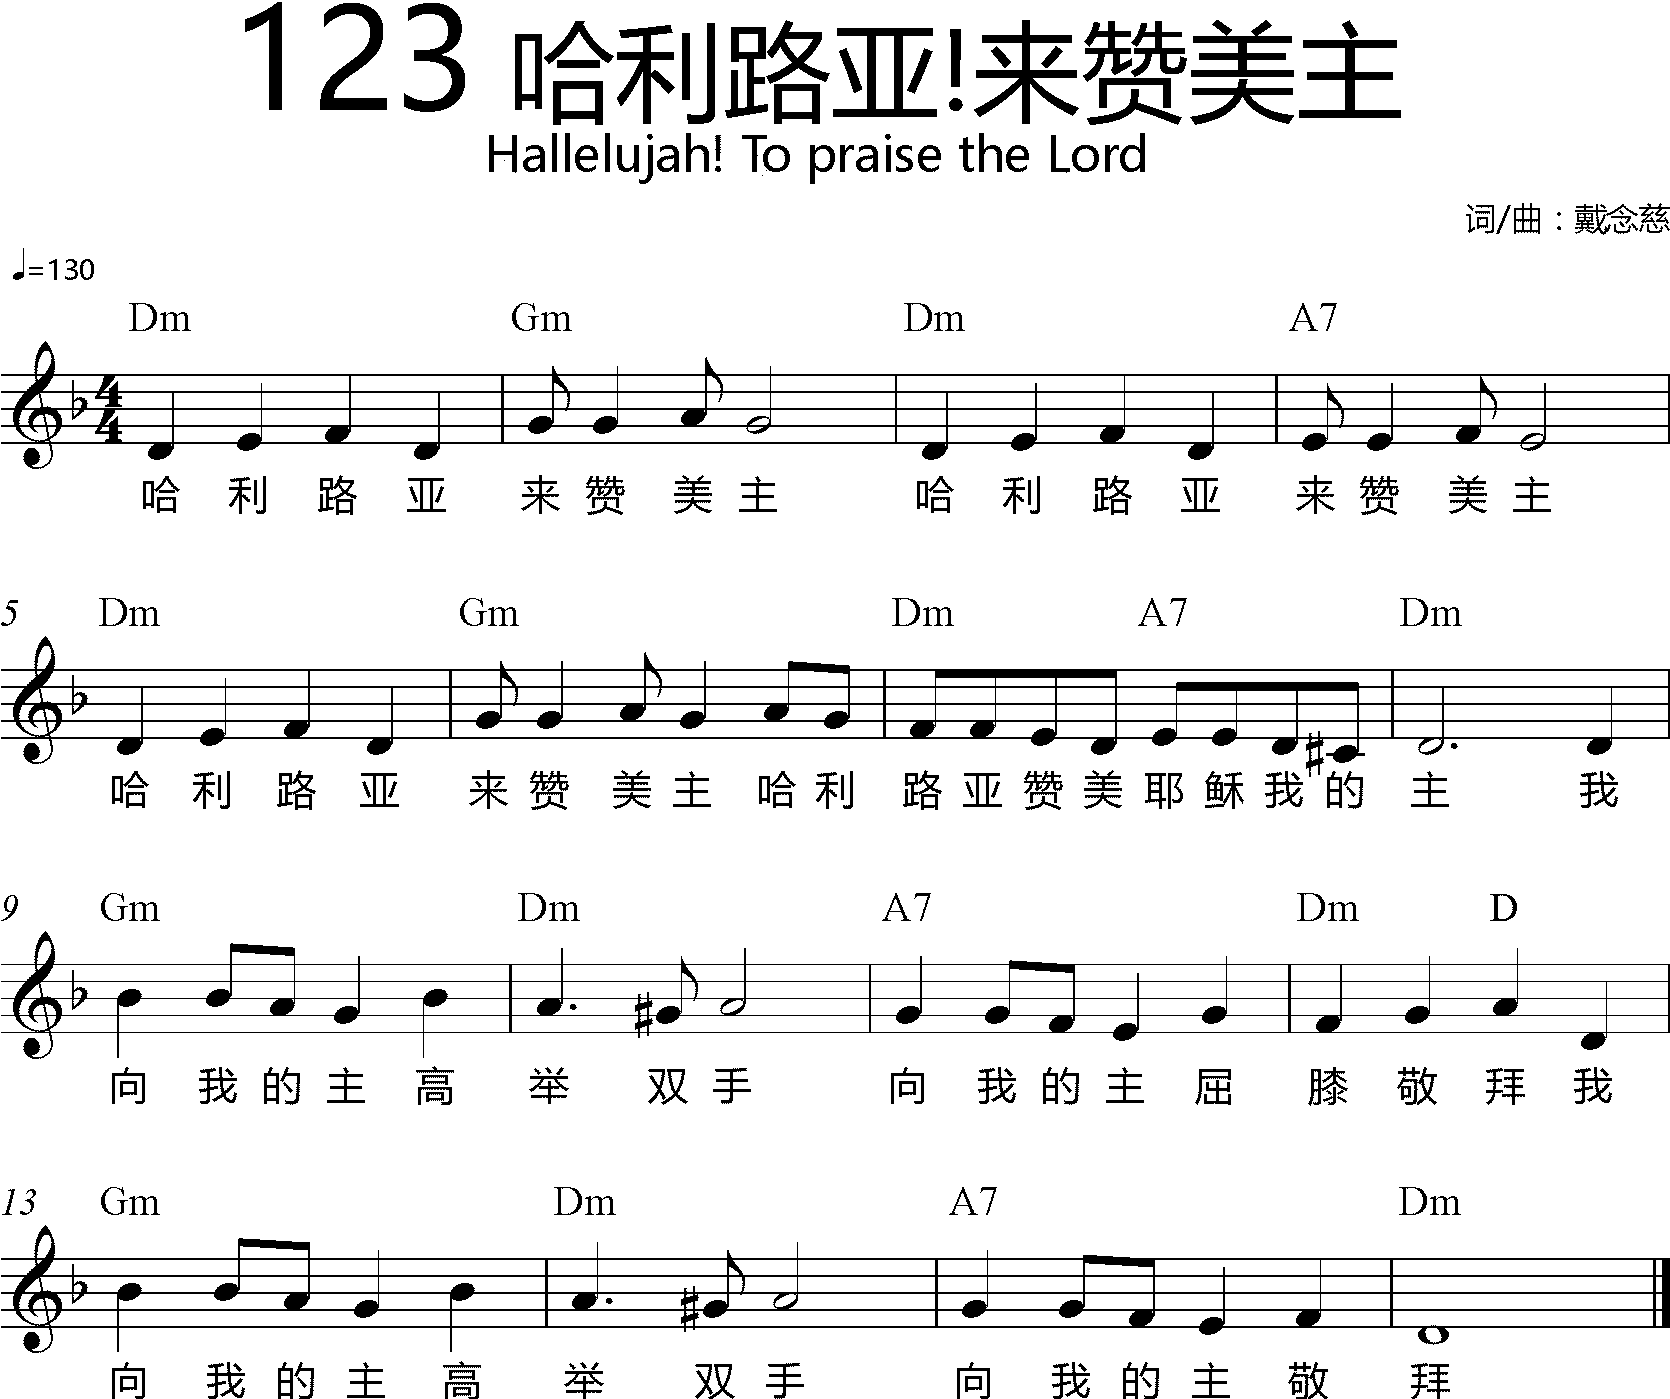 123 哈利路亚!来赞美主
Hallelujah! To praise the Lord
词/曲：戴念慈
♩=130
Dm Gm Dm A7
4
4
哈 利 路 亚 来 赞 美 主 哈 利 路 亚 来 赞 美 主
5 Dm Gm Dm A7 Dm
哈 利 路 亚 来 赞 美 主 哈 利 路 亚 赞 美 耶 稣 我 的 主 我
9 Gm Dm A7 Dm D
向 我 的 主 高 举 双 手 向 我 的 主 屈 膝 敬 拜 我
13 Gm Dm A7 Dm
向 我 的 主 高 举 双 手 向 我 的 主 敬 拜